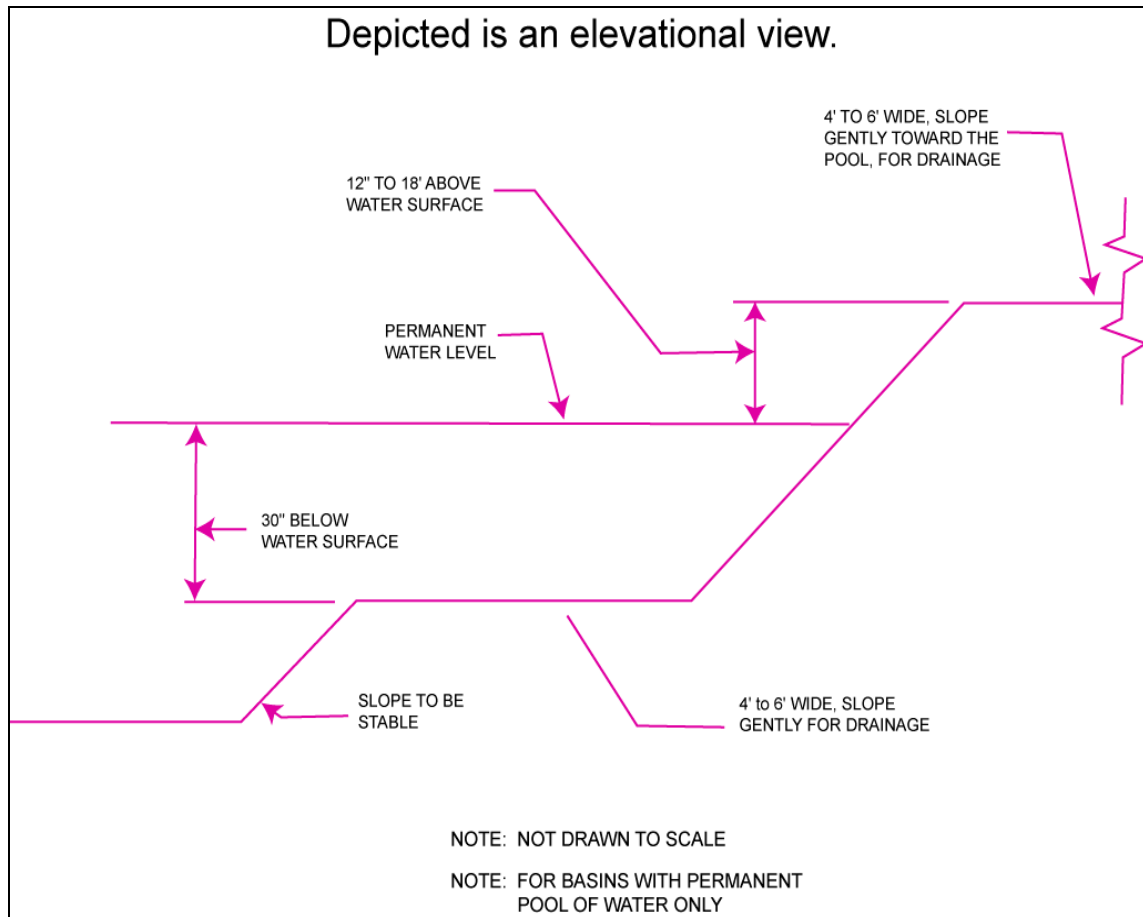 Depicted is an elevational view.
4' TO 6' WIDE, SLOPE
GENTLY TOWARD THE
POOL, FOR DRAINAGE
12" TO 18' ABOVE
WATER SURFACE
PERMANENT
WATER LEVEL
30" BELOW
WATER SURFACE
SLOPE TO BE
STABLE
4' to 6' WIDE, SLOPE
GENTLY FOR DRAINAGE
NOTE: NOT DRAWN TO SCALE
NOTE: FOR BASINS WITH PERMANENT
POOL OF WATER ONLY